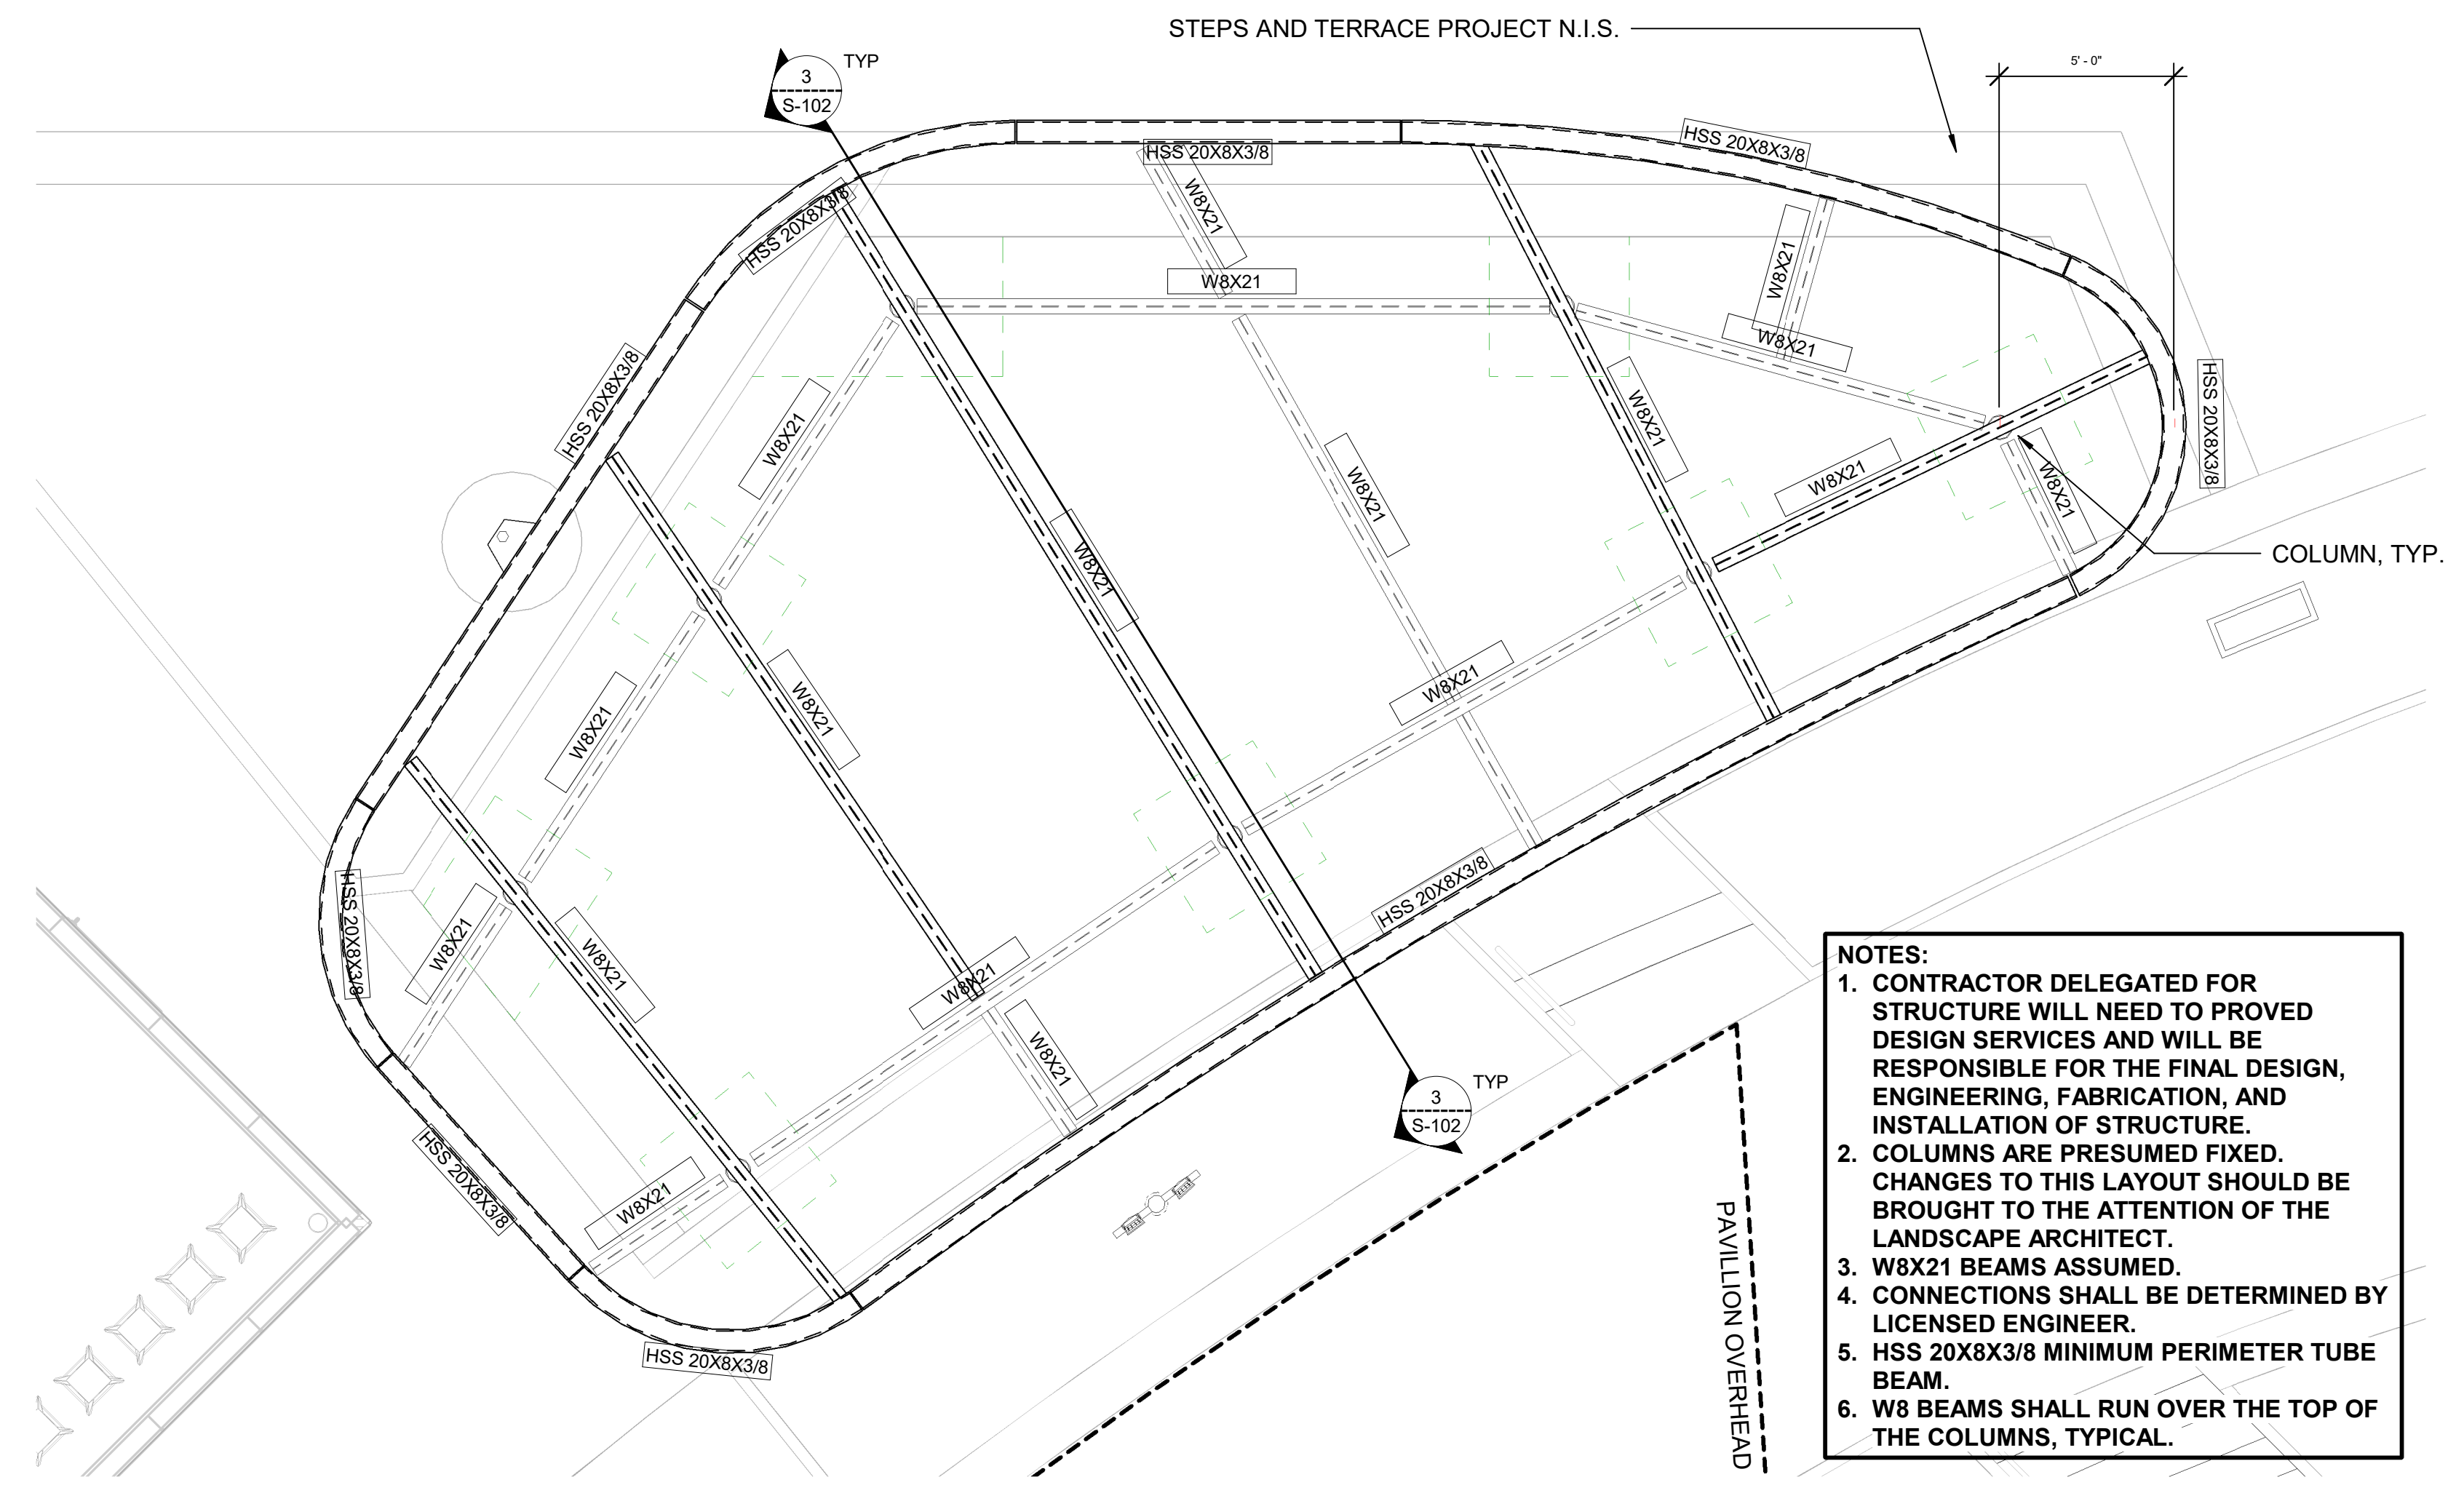 STEPS AND TERRACE PROJECT N.I.S.
5' - 0"
3
S-102
TYP
HSS 20X8X3/8
HSS 20X8X3/8
HSS 20X8X3/8
W8X21
W8X21
W8X21
W8X21
HSS 20X8X3/8
HSS 20X8X3/8
W8X21
W8X21
W8X21
W8X21
W8X21
COLUMN, TYP.
W8X21
W8X21
W8X21
W8X21
HSS 20X8X3/8
HSS 20X8X3/8
W8X21
W8X21
W8X21
W8X21
3
S-102
TYP
HSS 20X8X3/8
W8X21
HSS 20X8X3/8
PAVILLION OVERHEAD
NOTES:
1. CONTRACTOR DELEGATED FOR
STRUCTURE WILL NEED TO PROVED
DESIGN SERVICES AND WILL BE
RESPONSIBLE FOR THE FINAL DESIGN,
ENGINEERING, FABRICATION, AND
INSTALLATION OF STRUCTURE.
2. COLUMNS ARE PRESUMED FIXED.
CHANGES TO THIS LAYOUT SHOULD BE
BROUGHT TO THE ATTENTION OF THE
LANDSCAPE ARCHITECT.
3. W8X21 BEAMS ASSUMED.
4. CONNECTIONS SHALL BE DETERMINED BY
LICENSED ENGINEER.
5. HSS 20X8X3/8 MINIMUM PERIMETER TUBE
BEAM.
6. W8 BEAMS SHALL RUN OVER THE TOP OF
THE COLUMNS, TYPICAL.